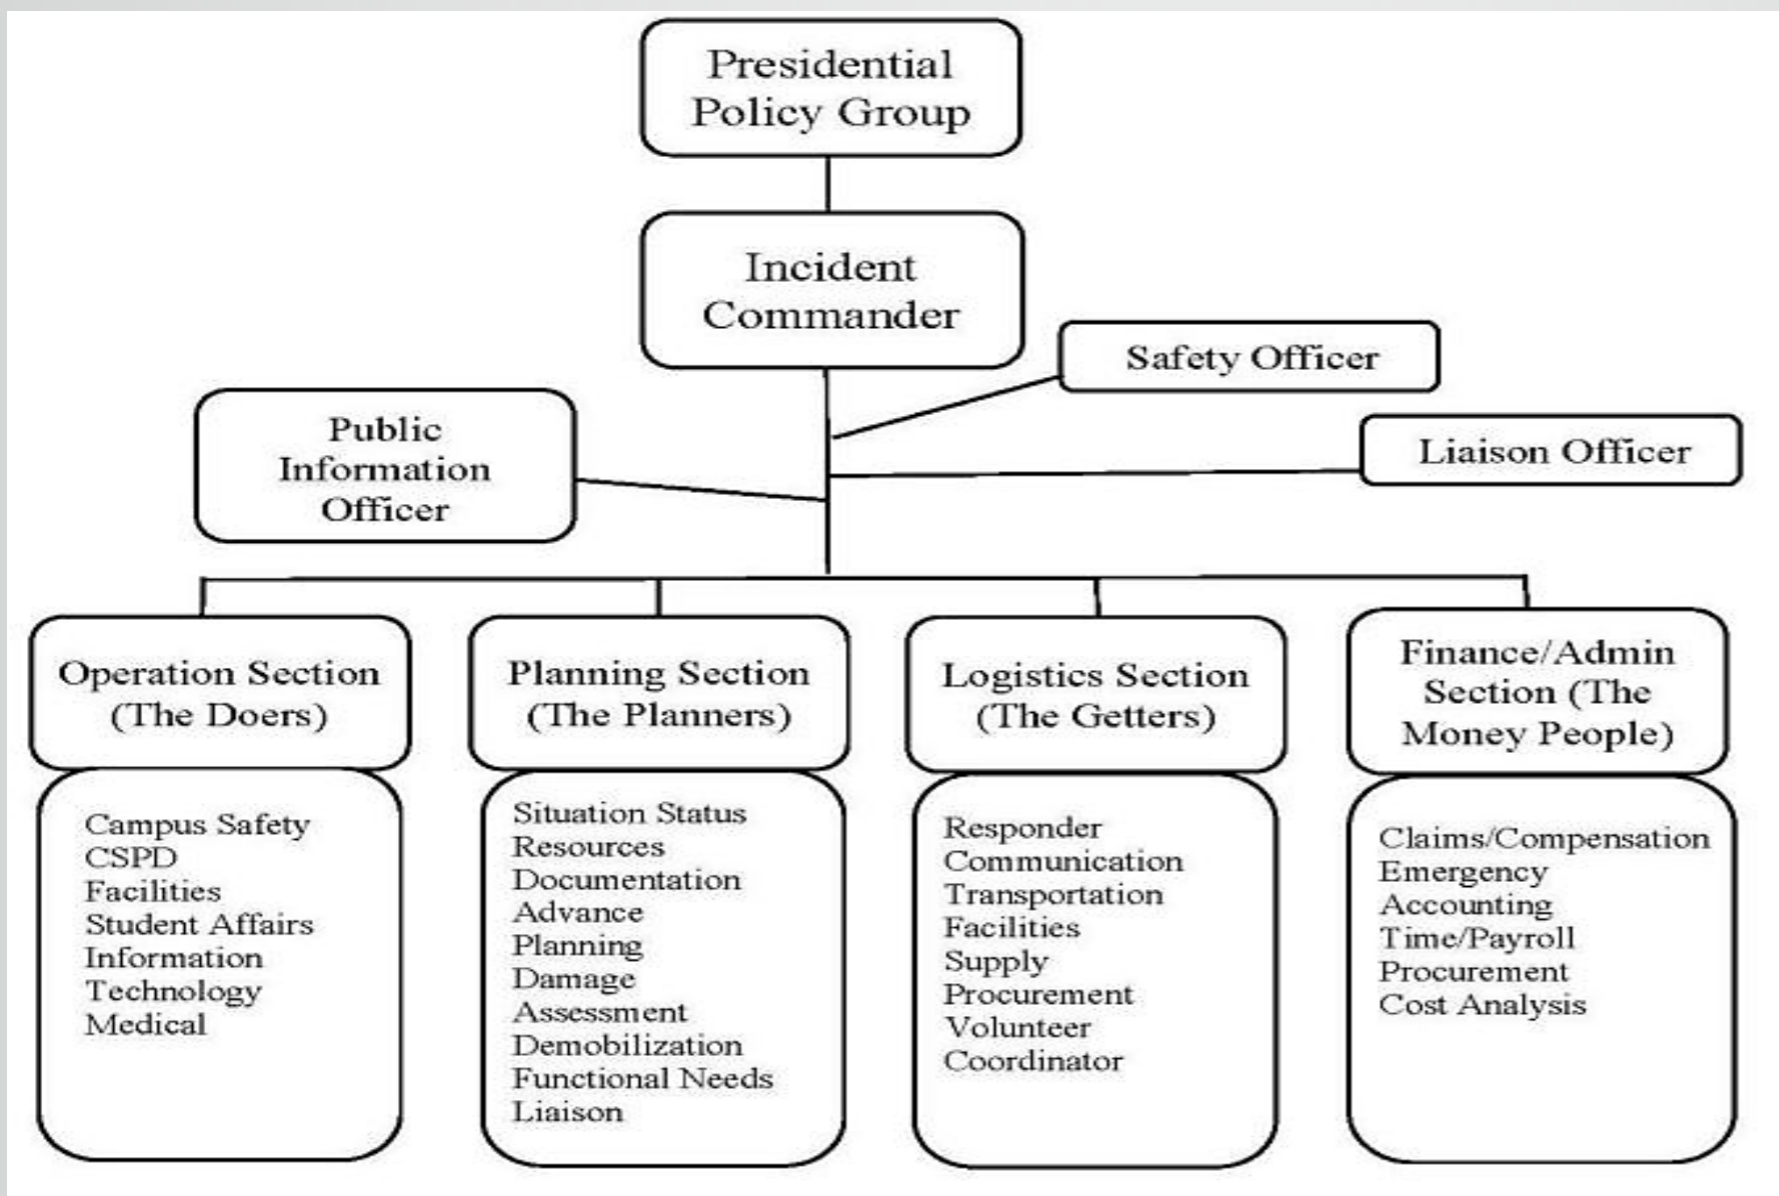 Presidential
Policy Group
Incident
Commander
Safety Officer
Public
Information
Officer
Liaison Officer
Operation Section
(The Doers)
Planning Section
(The Planners)
Logistics Section
(The Getters)
Finance/Admin
Section (The
Money People)
Campus Safety
CSPD
Facilities
Student Affairs
Information
Technology
Medical
Situation Status
Resources
Documentation
Advance
Planning
Damage
Assessment
Demobilization
Functional Needs
Liaison
Responder
Communication
Transportation
Facilities
Supply
Procurement
Volunteer
Coordinator
Claims/Compensation
Emergency
Accounting
Time/Payroll
Procurement
Cost Analysis